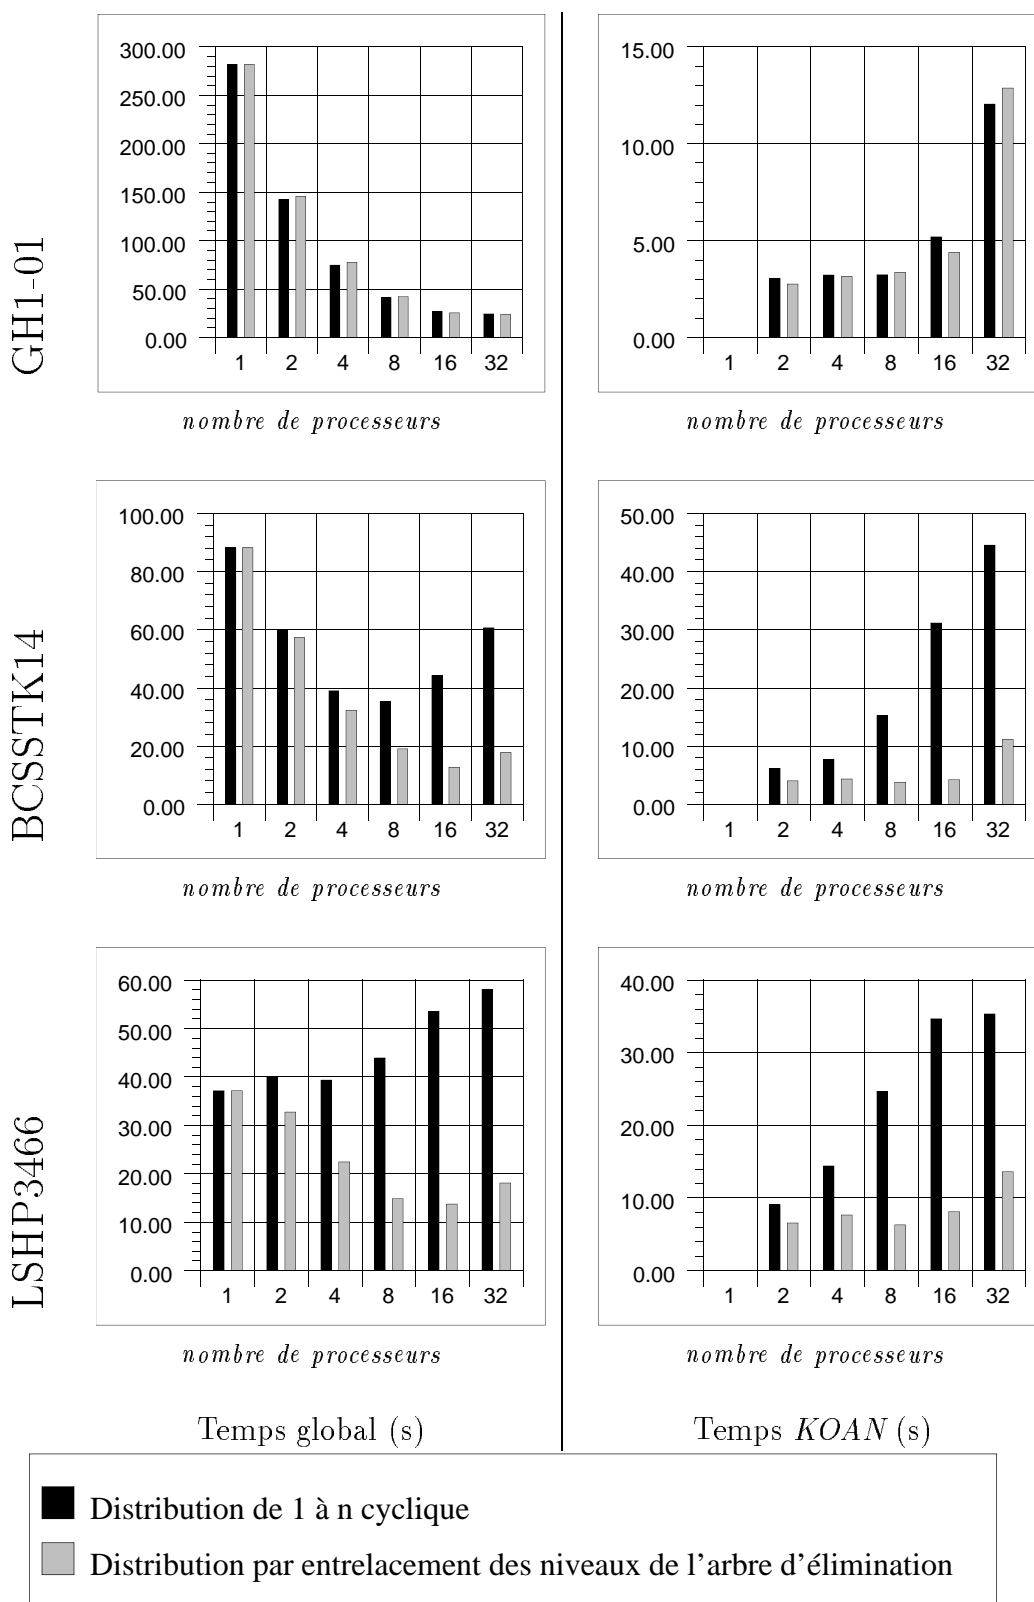 GH1-01
300.00
250.00
200.00
150.00
100.00
50.00
0.00
1 2 4 8 16 32
nombre de processeurs
15.00
10.00
5.00
0.00
1 2 4 8 16 32
nombre de processeurs
BCSSTK14
100.00
80.00
60.00
40.00
20.00
0.00
1 2 4 8 16 32
nombre de processeurs
50.00
40.00
30.00
20.00
10.00
0.00
1 2 4 8 16 32
nombre de processeurs
LSHP3466
60.00
50.00
40.00
30.00
20.00
10.00
0.00
1 2 4 8 16 32
nombre de processeurs
40.00
30.00
20.00
10.00
0.00
1 2 4 8 16 32
nombre de processeurs
Temps global (s)
Temps KOAN (s)
Distribution de 1 à n cyclique
Distribution par entrelacement des niveaux de l'arbre d'élimination